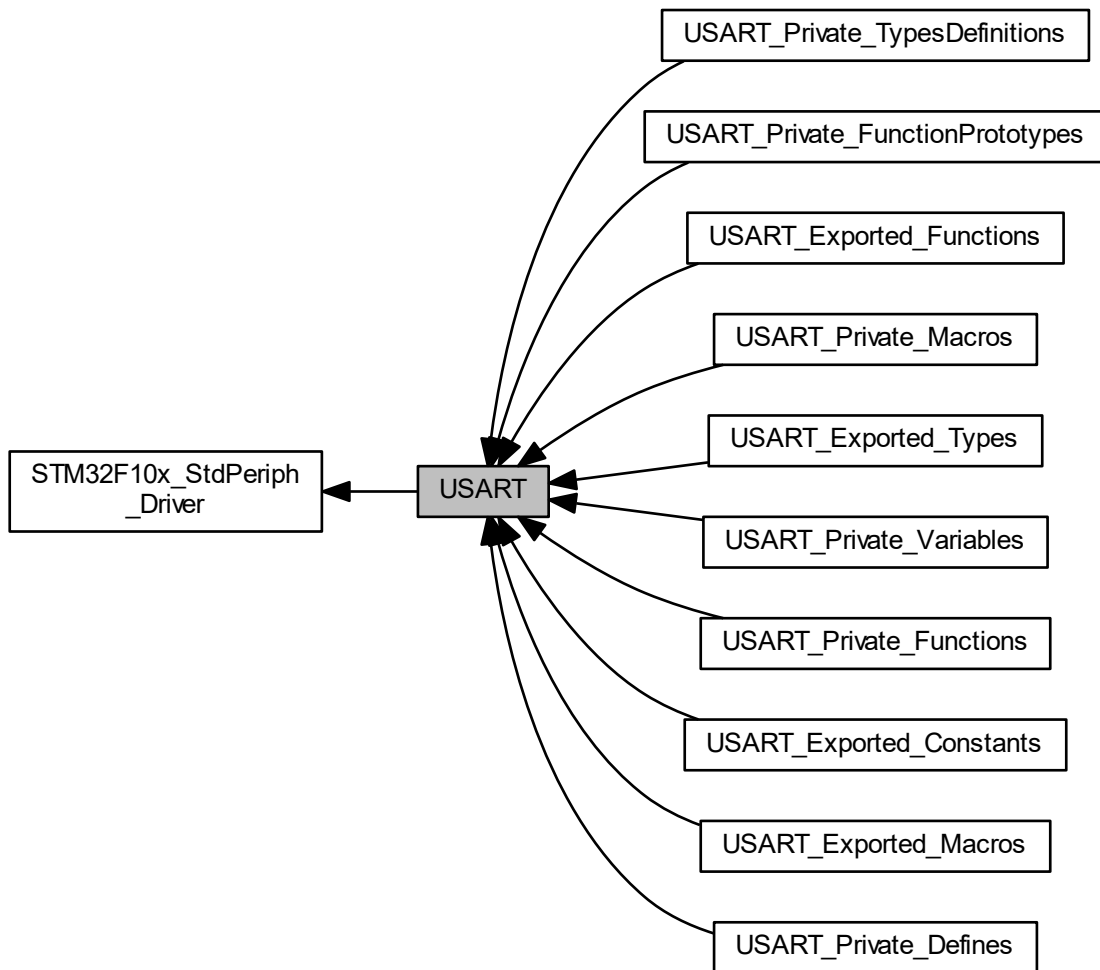 USART_Private_TypesDefinitions
USART_Private_FunctionPrototypes
USART_Exported_Functions
USART_Private_Macros
USART_Exported_Types
STM32F10x_StdPeriph
_Driver
USART
USART_Private_Variables
USART_Private_Functions
USART_Exported_Constants
USART_Exported_Macros
USART_Private_Defines